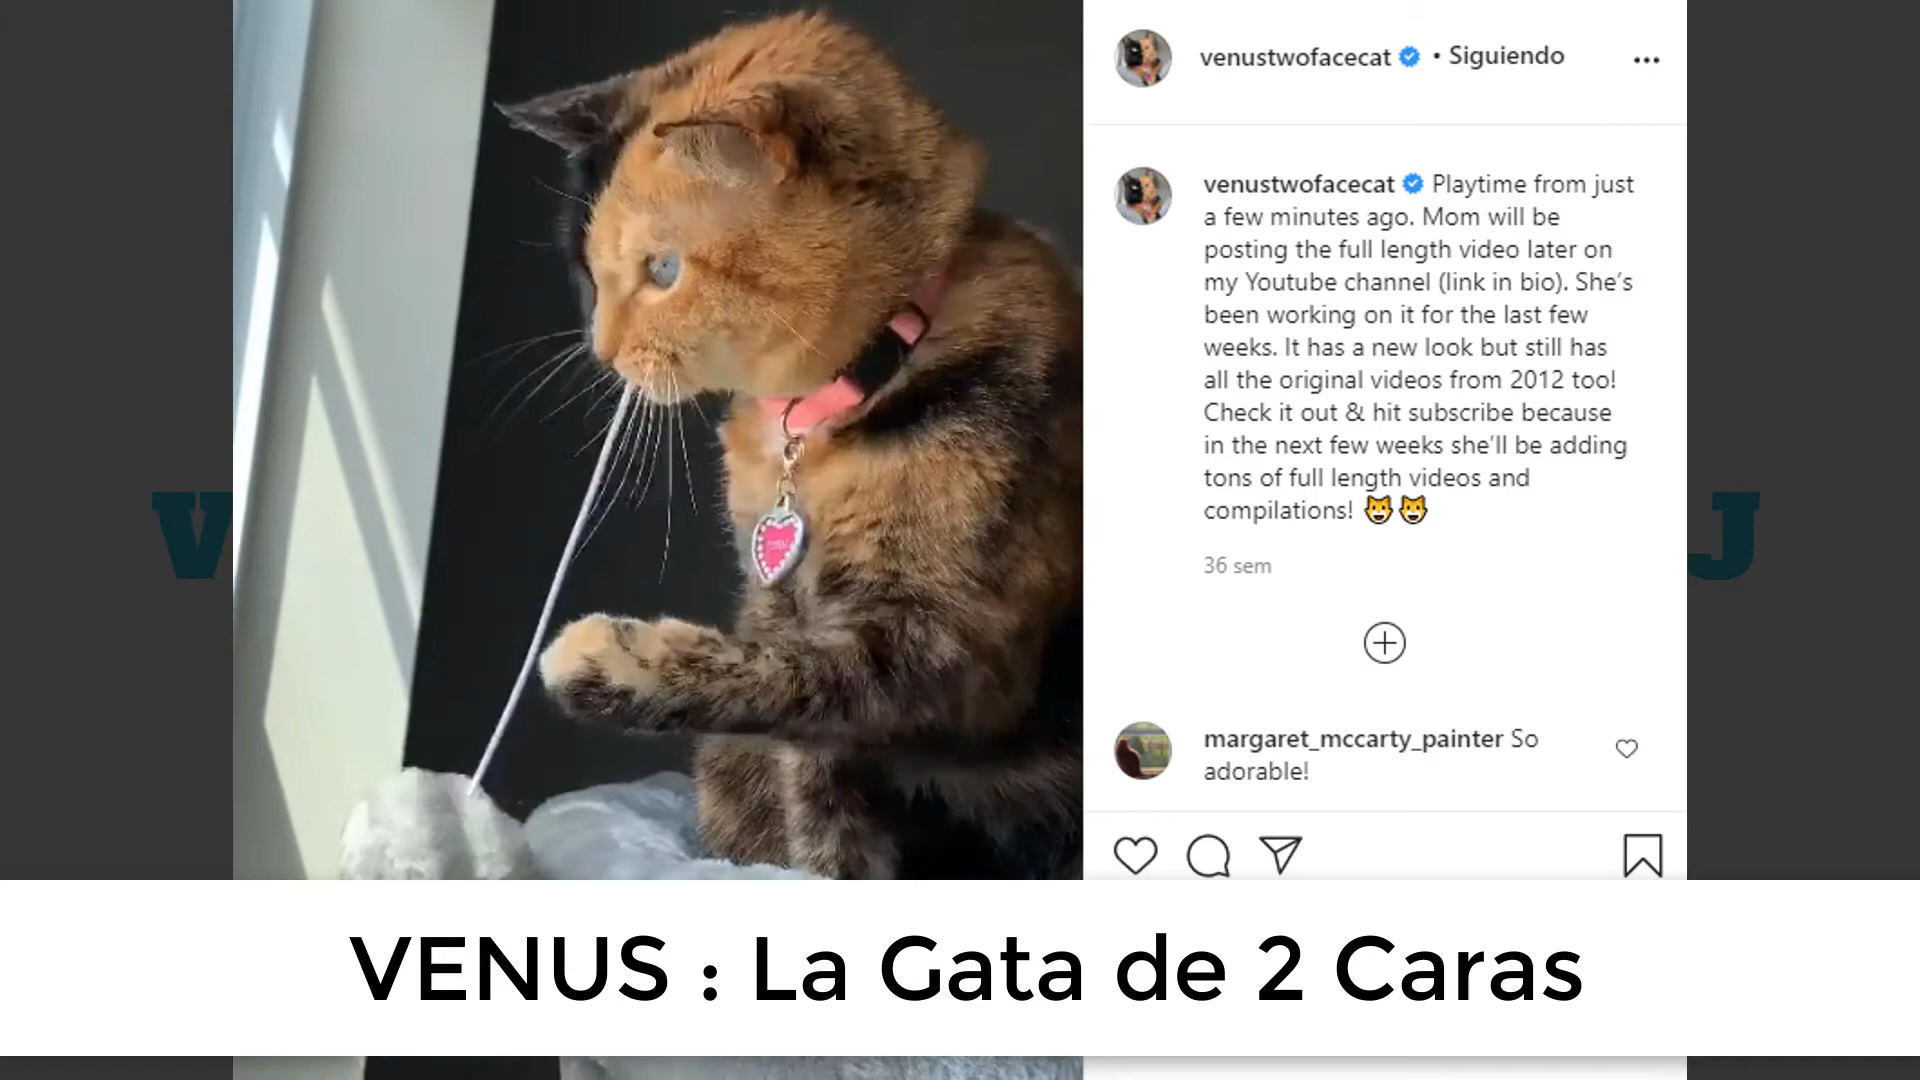 venustwofacecat • Siguiendo
venustwofacecat Playtime from just
a few minutes ago. Mom will be
posting the full length video later on
my Youtube channel (link in bio). She’s
been working on it for the last few
weeks. It has a new look but still has
all the original videos from 2012 too!
Check it out & hit subscribe because
in the next few weeks she’ll be adding
tons of full length videos and
compilations! 😺😺
36 sem
margaret_mccarty_painter So
adorable!
V
J
VENUS : La Gata de 2 Caras